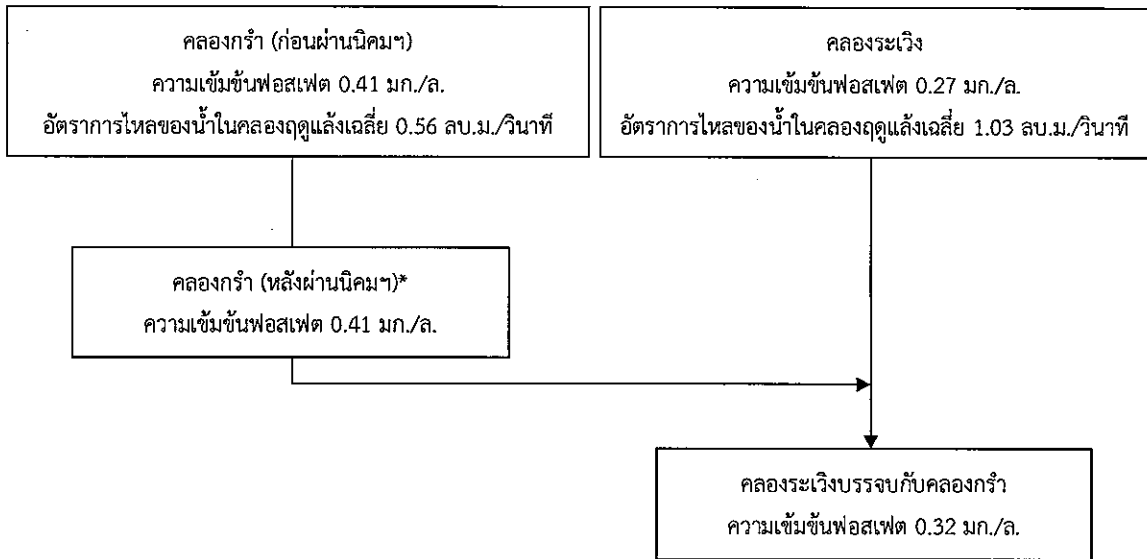 คลองกรำ (ก่อนผ่านนิคมฯ)
ความเข้มข้นฟอสเฟต 0.41 มก./ล.
อัตราการไหลของน้ำในคลองฤดูแล้งเฉลี่ย 0.56 ลบ.ม./วินาที
คลองระเวิง
ความเข้มข้นฟอสเฟต 0.27 มก./ล.
อัตราการไหลของน้ำในคลองฤดูแล้งเฉลี่ย 1.03 ลบ.ม./วินาที
คลองกรำ (หลังผ่านนิคมฯ)*
ความเข้มข้นฟอสเฟต 0.41 มก./ล.
คลองระเวิงบรรจบกับคลองกรำ
ความเข้มข้นฟอสเฟต 0.32 มก./ล.